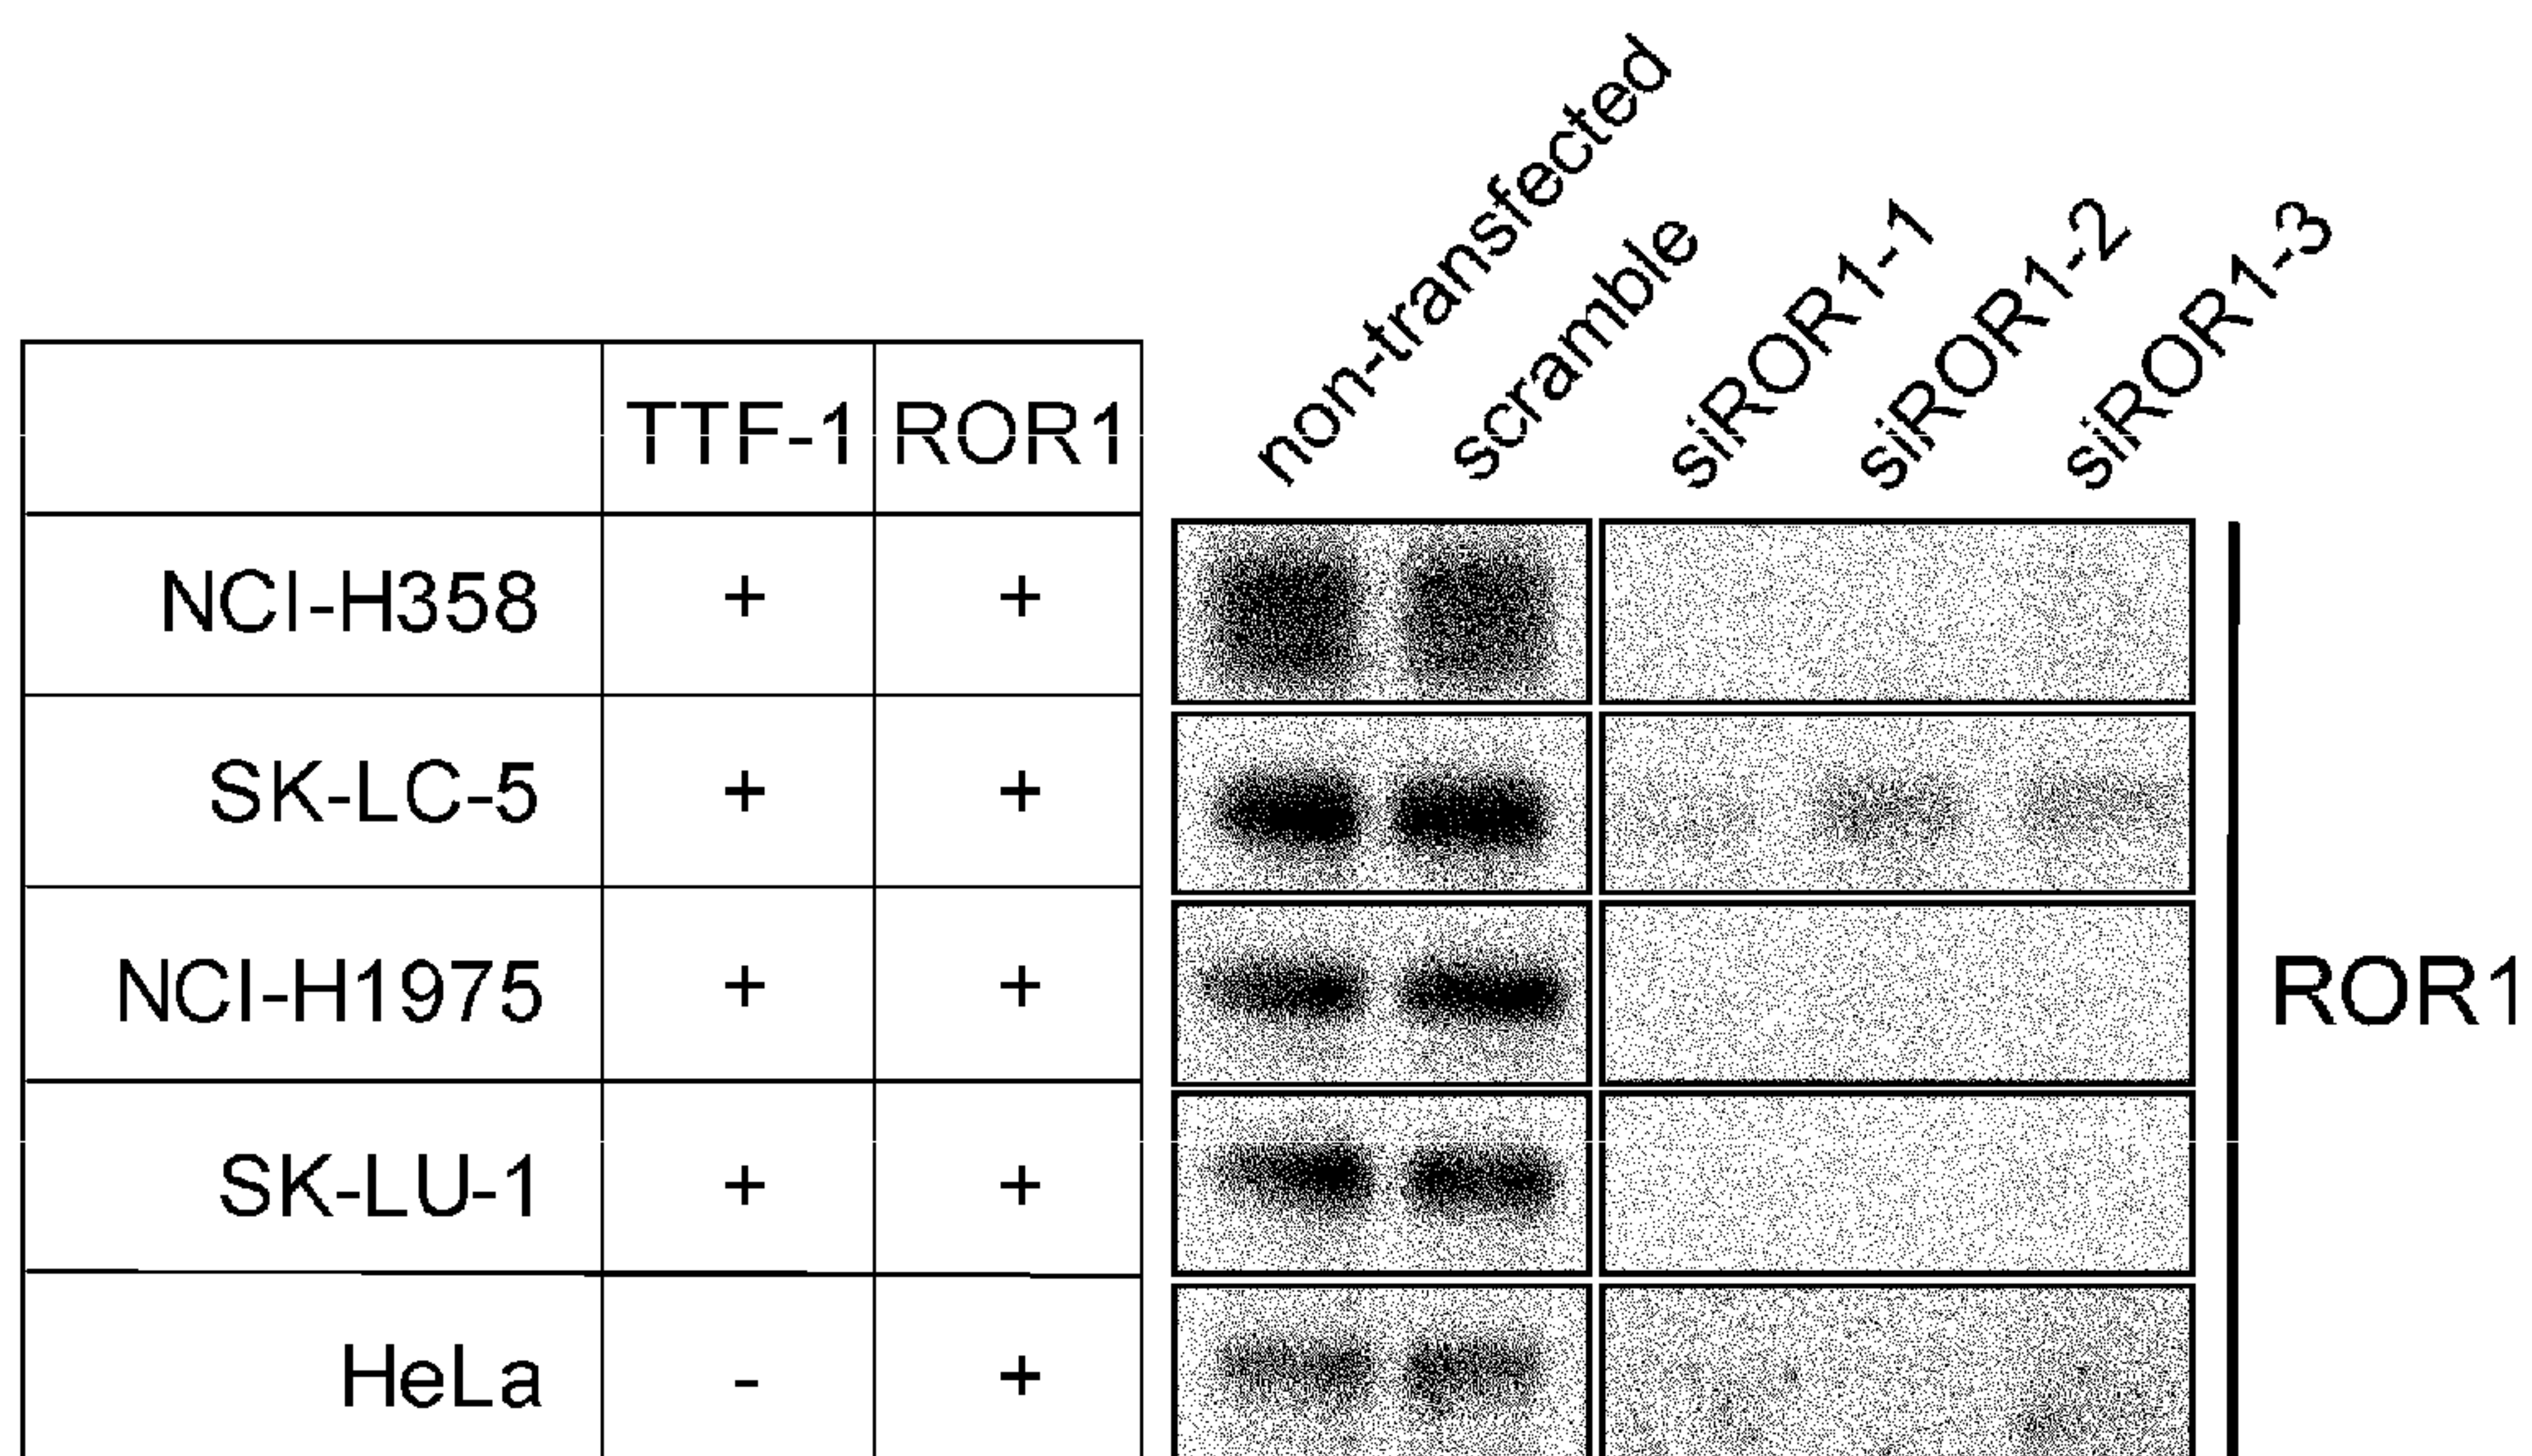 non-transfected
scramble
siROR1-1
siROR1-2
siROR1-3
TTF-1 ROR1
NCI-H358 + +
SK-LC-5 + +
NCI-H1975 + +
ROR1
SK-LU-1 + +
HeLa - +